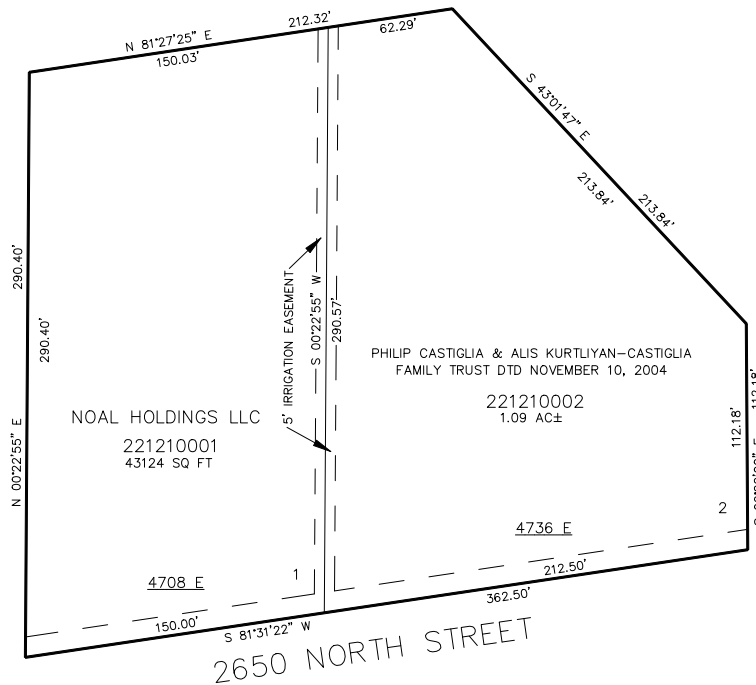 212.32'
N 81°27'25" E
150.03'
62.29'
S 43°01'47" E
213.84'
213.84'
290.40'
290.40'
N 00°22'55" E
5' IRRIGATION EASEMENT
S 00°22'55" W
290.57'
PHILIP CASTIGLIA & ALIS KURTLIYAN-CASTIGLIA
FAMILY TRUST DTD NOVEMBER 10, 2004
221210002
1.09 AC±
NOAL HOLDINGS LLC
221210001
43124 SQ FT
112.18'
112.18'
2
4736 E
4708 E
1
212.50'
362.50'
150.00'
S 81°31'22" W
2650 NORTH STREET